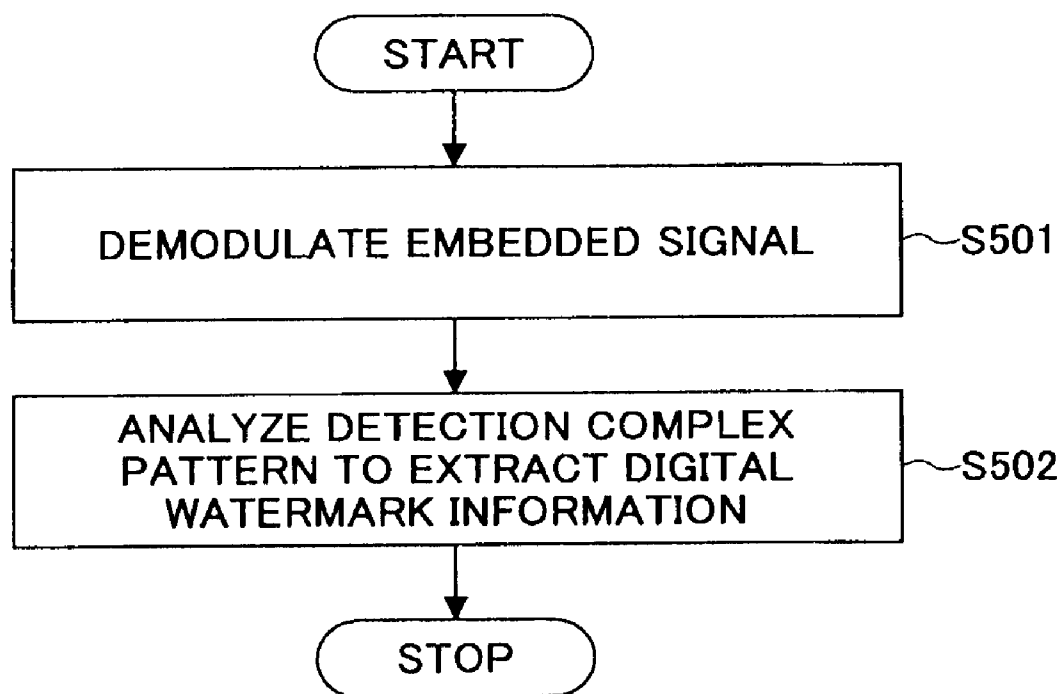 START
DEMODULATE EMBEDDED SIGNAL
S501
ANALYZE DETECTION COMPLEX
PATTERN TO EXTRACT DIGITAL
WATERMARK INFORMATION
S502
STOP